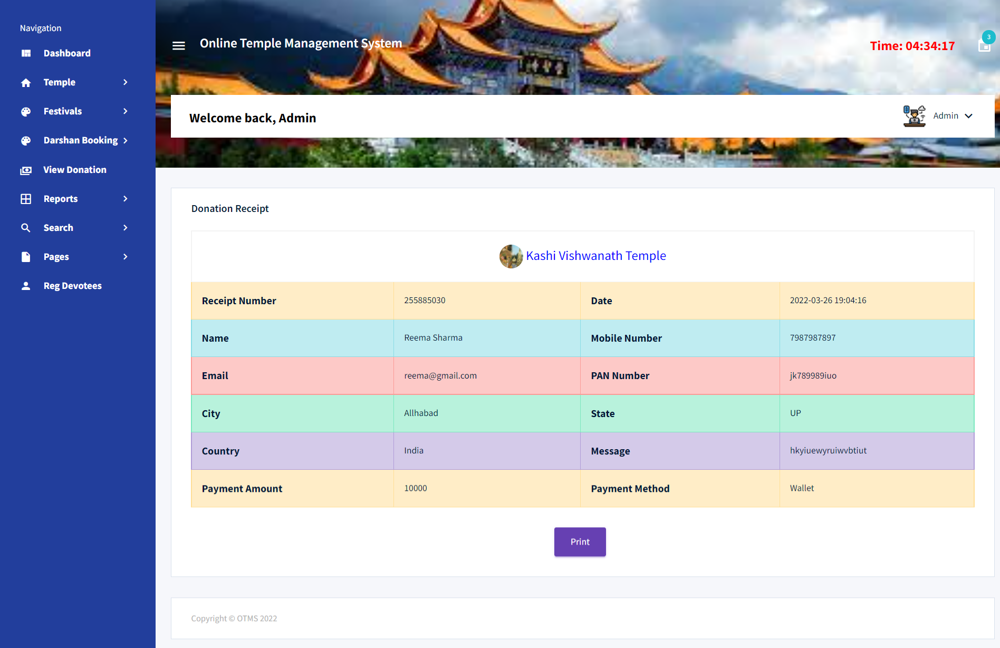 Navigation
Dashboard
Temple
Festivals
Darshan Booking
View Donation
Reports
Search
Pages
Reg Devotees
Online Temple Management System
Time: 04:34:17
3
Welcome back, Admin
Admin
Donation Receipt
Kashi Vishwanath Temple
Receipt Number 255885030 Date 2022-03-26 19:04:16
Name Reema Sharma Mobile Number 7987987897
Email reema@gmail.com PAN Number jk789989iuo
City Allhabad State UP
Country India Message hkyiuewyruiwvbtiut
Payment Amount 10000 Payment Method Wallet
Print
Copyright © OTMS 2022